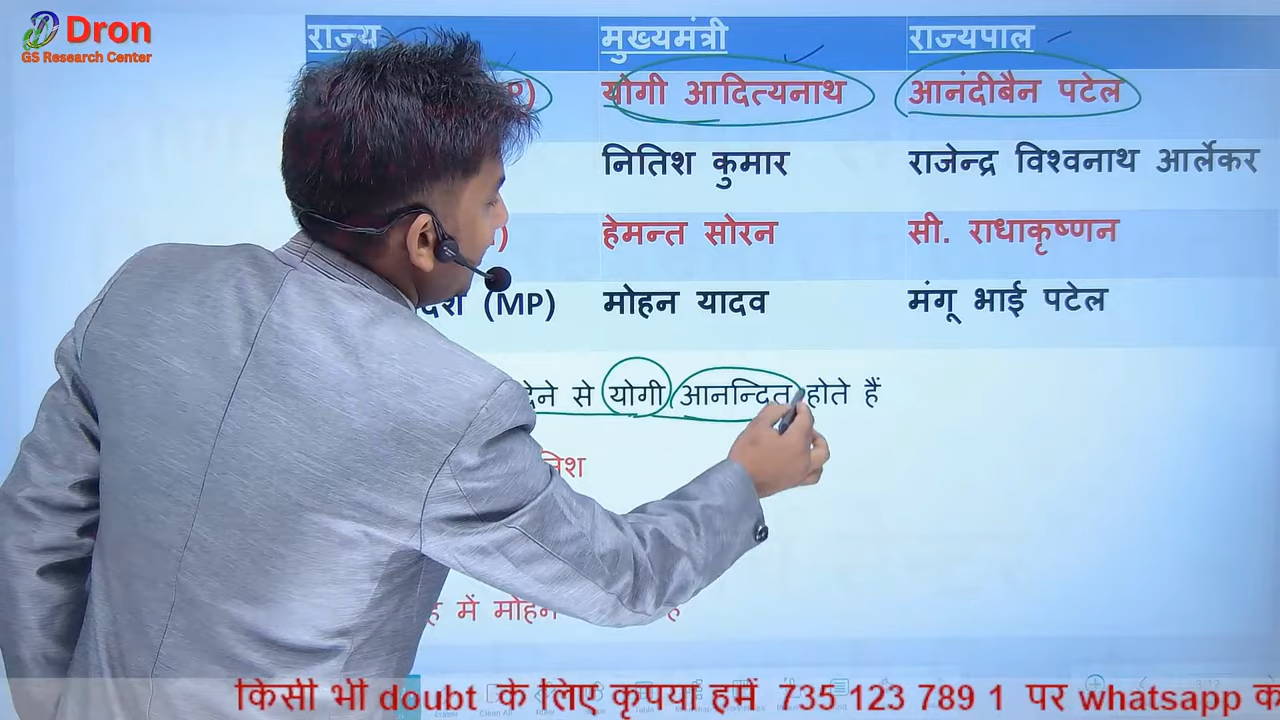 Dron
GS Research Center
राज्य मुख्यमंत्री राज्यपाल
योगी आदित्यनाथ आनंदीबैन पटेल
नितिश कुमार राजेन्द्र विश्वनाथ आर्लेकर
हेमन्त सोरन सी. राधाकृष्णन
(MP) मोहन यादव मंगू भाई पटेल
देने से योगी आनन्दित होते हैं
में
किसी भी doubt के लिए कृपया हमें 735 123 789 1 पर whatsapp